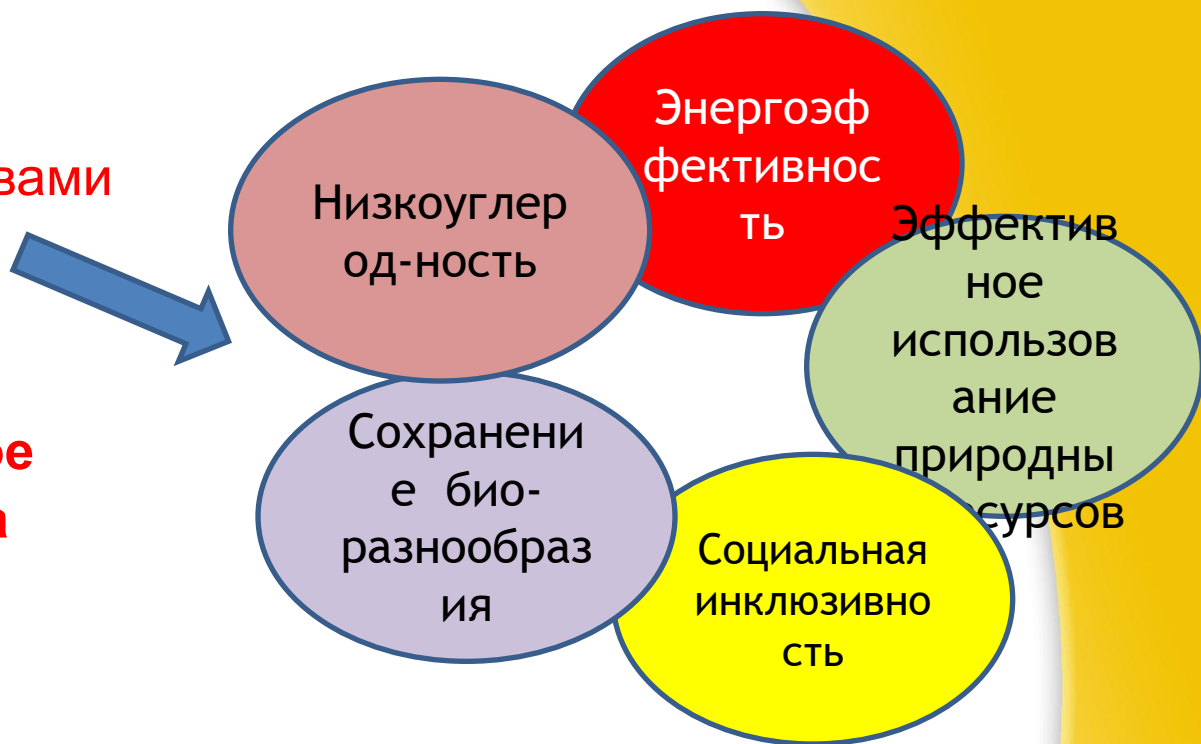 вами
ое
а
Низкоуглер
од-ность
Энергоэф
фективнос
ть
Эффектив
ное
использов
ание
природны
сурсов
Социальная
инклюзивно
сть
Сохранени
е био-
разнообраз
ия